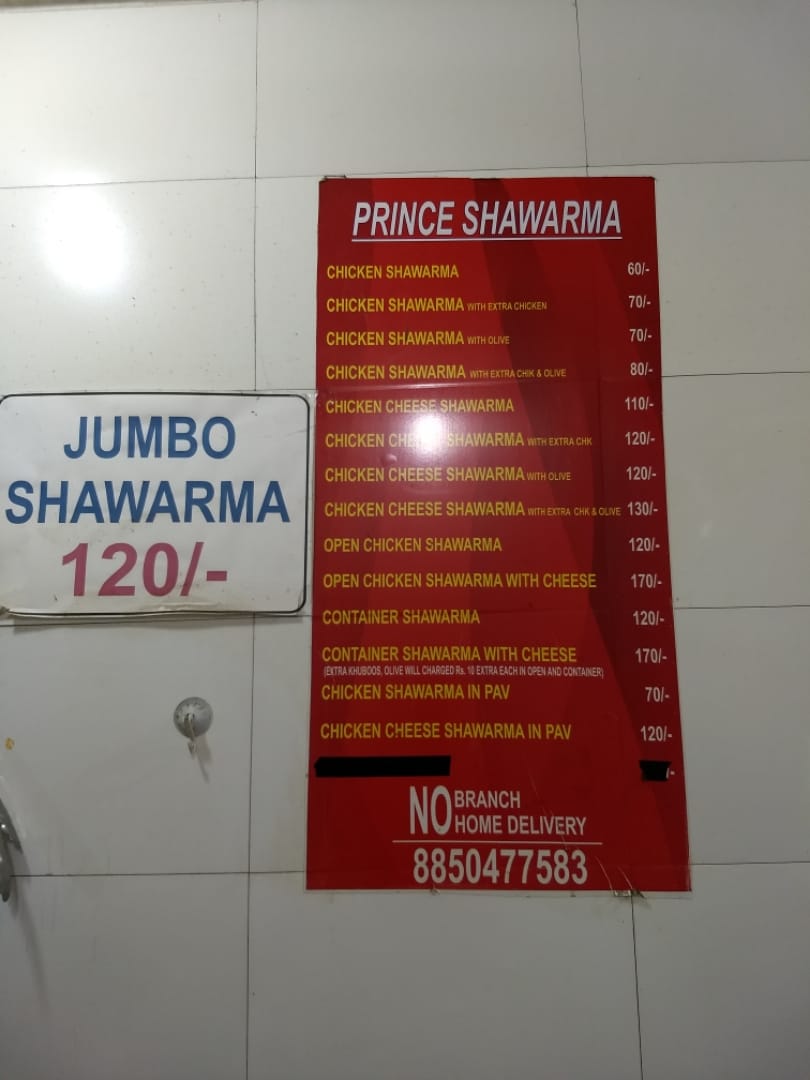 JUMBO
SHAWARMA
120/-
PRINCE SHAWARMA
CHICKEN SHAWARMA 60/-
CHICKEN SHAWARMA WITH EXTRA CHICKEN 70/-
CHICKEN SHAWARMA WITH OLIVE 70/-
CHICKEN SHAWARMA WITH EXTRA CHIK & OLIVE 80/-
CHICKEN CHEESE SHAWARMA 110/-
CHICKEN CHEESE SHAWARMA WITH EXTRA CHK 120/-
CHICKEN CHEESE SHAWARMA WITH OLIVE 120/-
CHICKEN CHEESE SHAWARMA WITH EXTRA CHK & OLIVE 130/-
OPEN CHICKEN SHAWARMA 120/-
OPEN CHICKEN SHAWARMA WITH CHEESE 170/-
CONTAINER SHAWARMA 120/-
CONTAINER SHAWARMA WITH CHEESE 170/-
(EXTRA KHUBOOS, OLIVE WILL CHARGED Rs. 10 EXTRA EACH IN OPEN AND CONTAINER)
CHICKEN SHAWARMA IN PAV 70/-
CHICKEN CHEESE SHAWARMA IN PAV 120/-
/-
NO BRANCH
HOME DELIVERY
8850477583